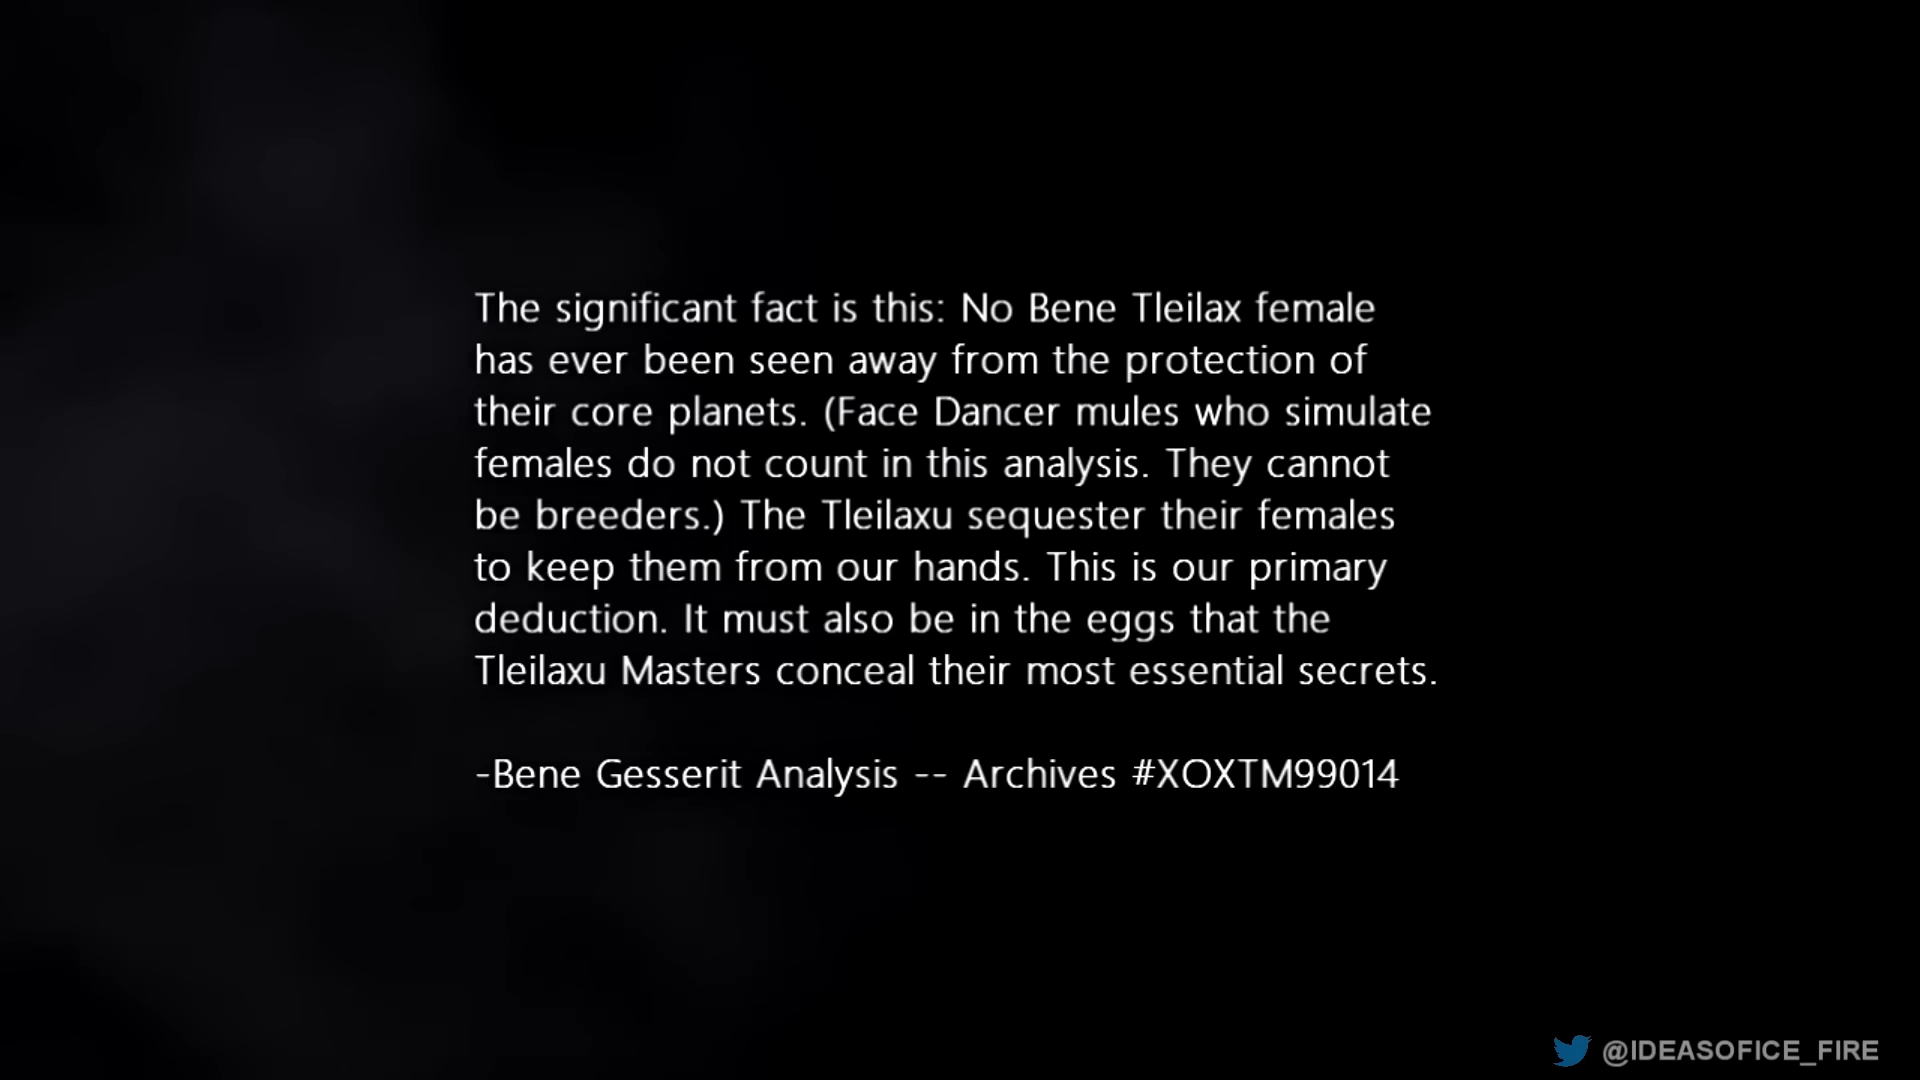 The significant fact is this: No Bene Tleilax female
has ever been seen away from the protection of
their core planets. (Face Dancer mules who simulate
females do not count in this analysis. They cannot
be breeders.) The Tleilaxu sequester their females
to keep them from our hands. This is our primary
deduction. It must also be in the eggs that the
Tleilaxu Masters conceal their most essential secrets.
-Bene Gesserit Analysis -- Archives #XOXTM99014
@IDEASOFICE_FIRE